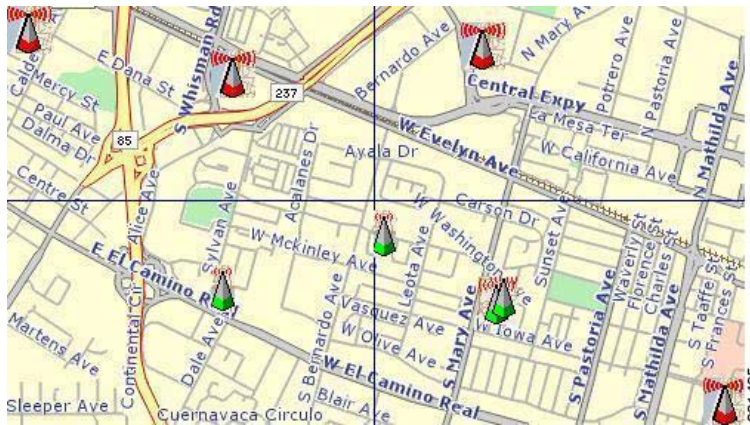 S Whisman Rd
Bernardo Ave
N Mary Ave
Potrero Ave
N Pastoria Ave
E Dana St
Mercy St
237
Central Expy
La Mesa Ter
N Mathilda Ave
Paul Ave
Dalma Dr
85
W Evelyn Ave
W California Ave
Ayala Dr
Acalanes Dr
Centre St
Alice Ave
Sylvan Ave
Carson Dr
W Washington Ave
Sunset Ave
W McKinley Ave
Leota Ave
Waverly St
Florence St
Charles St
E El Camino Real
S Taaffe St
S Frances St
Continental Cir
Vasquez Ave
W Olive Ave
W Iowa Ave
S Mary Ave
S Pastoria Ave
S Mathilda Ave
Martens Ave
Dale Ave
S Bernardo Ave
W El Camino Real
Blair Ave
Sleeper Ave
Cuernavaca Circulo